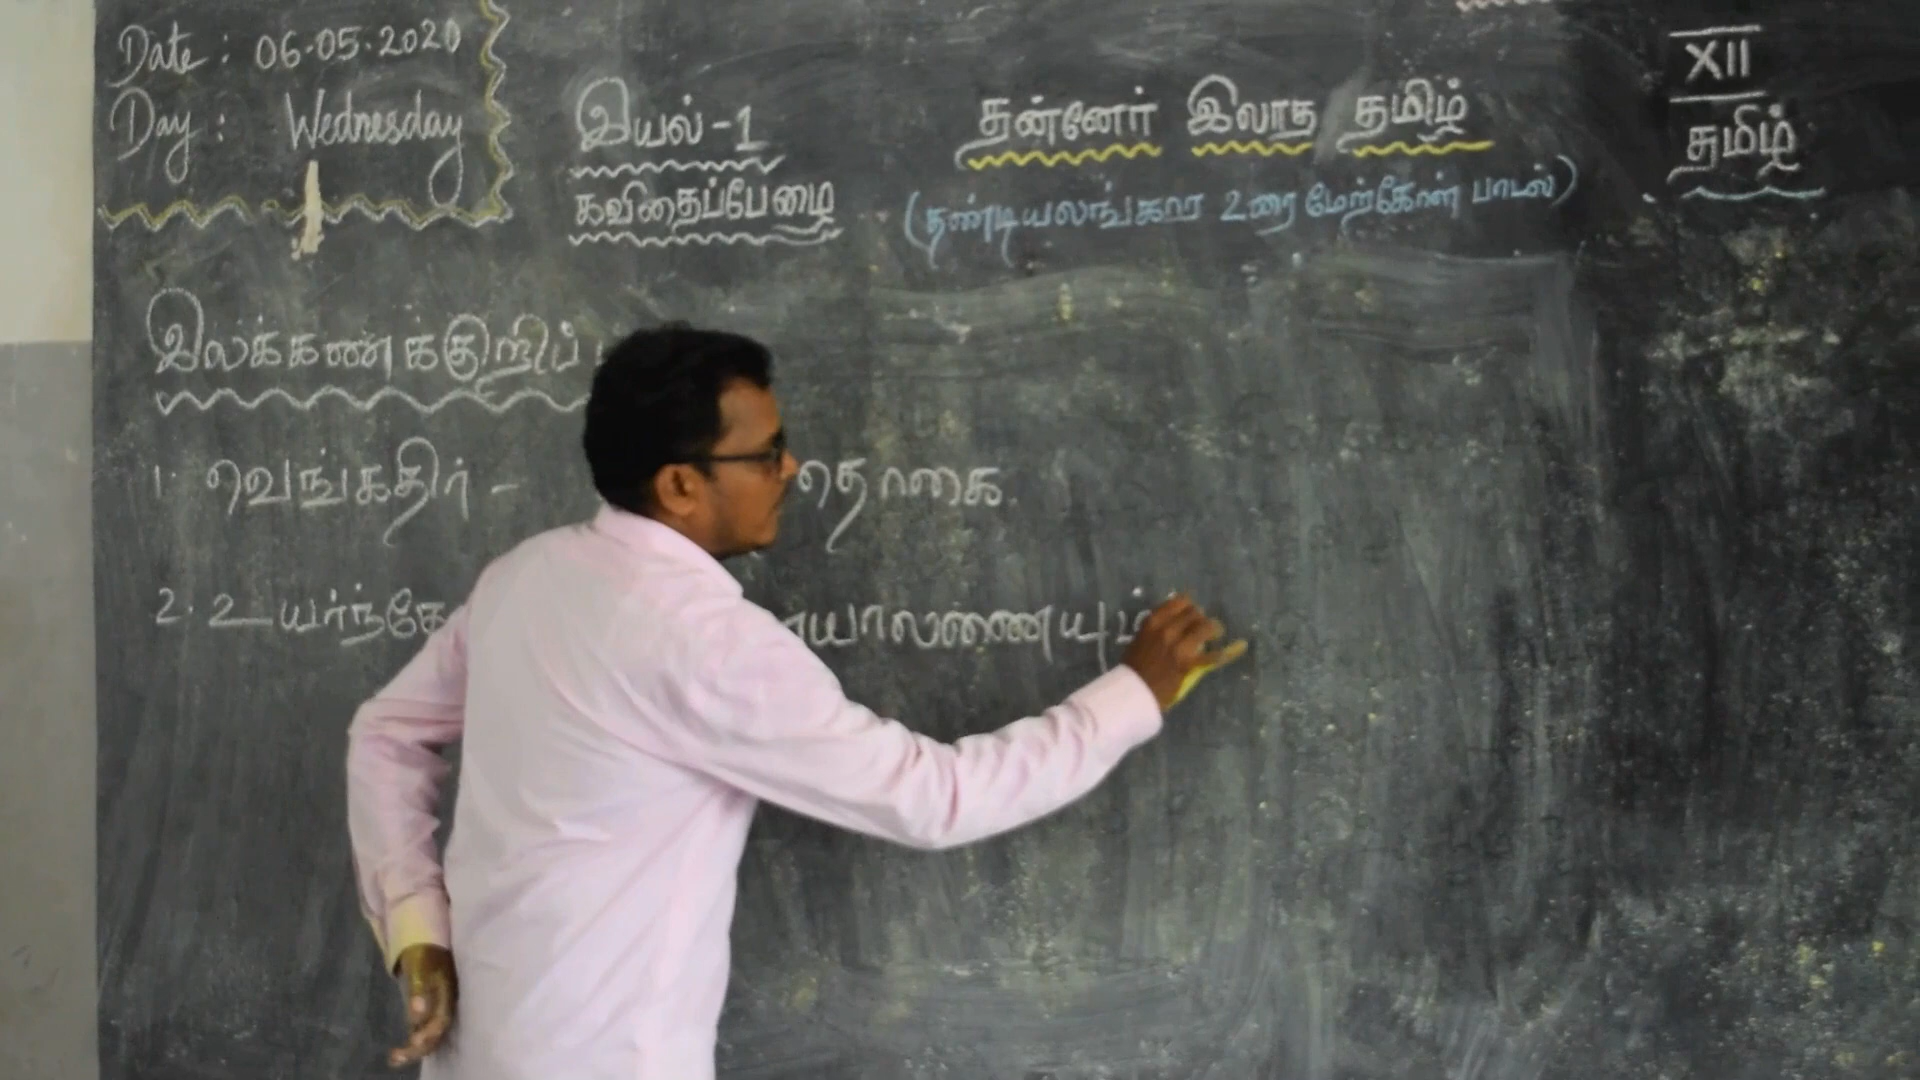 Date : 06-05-2020
Day : Wednesday
இயல் -1
கவிதைப்பேழை
தன்னேர் இலாத தமிழ்
(தண்டியலங்கார உரை மேற்கோள் பாடல்)
XII
தமிழ்
இலக்கணக்குறிப்
1. வெங்கதிர் - தொகை.
2.